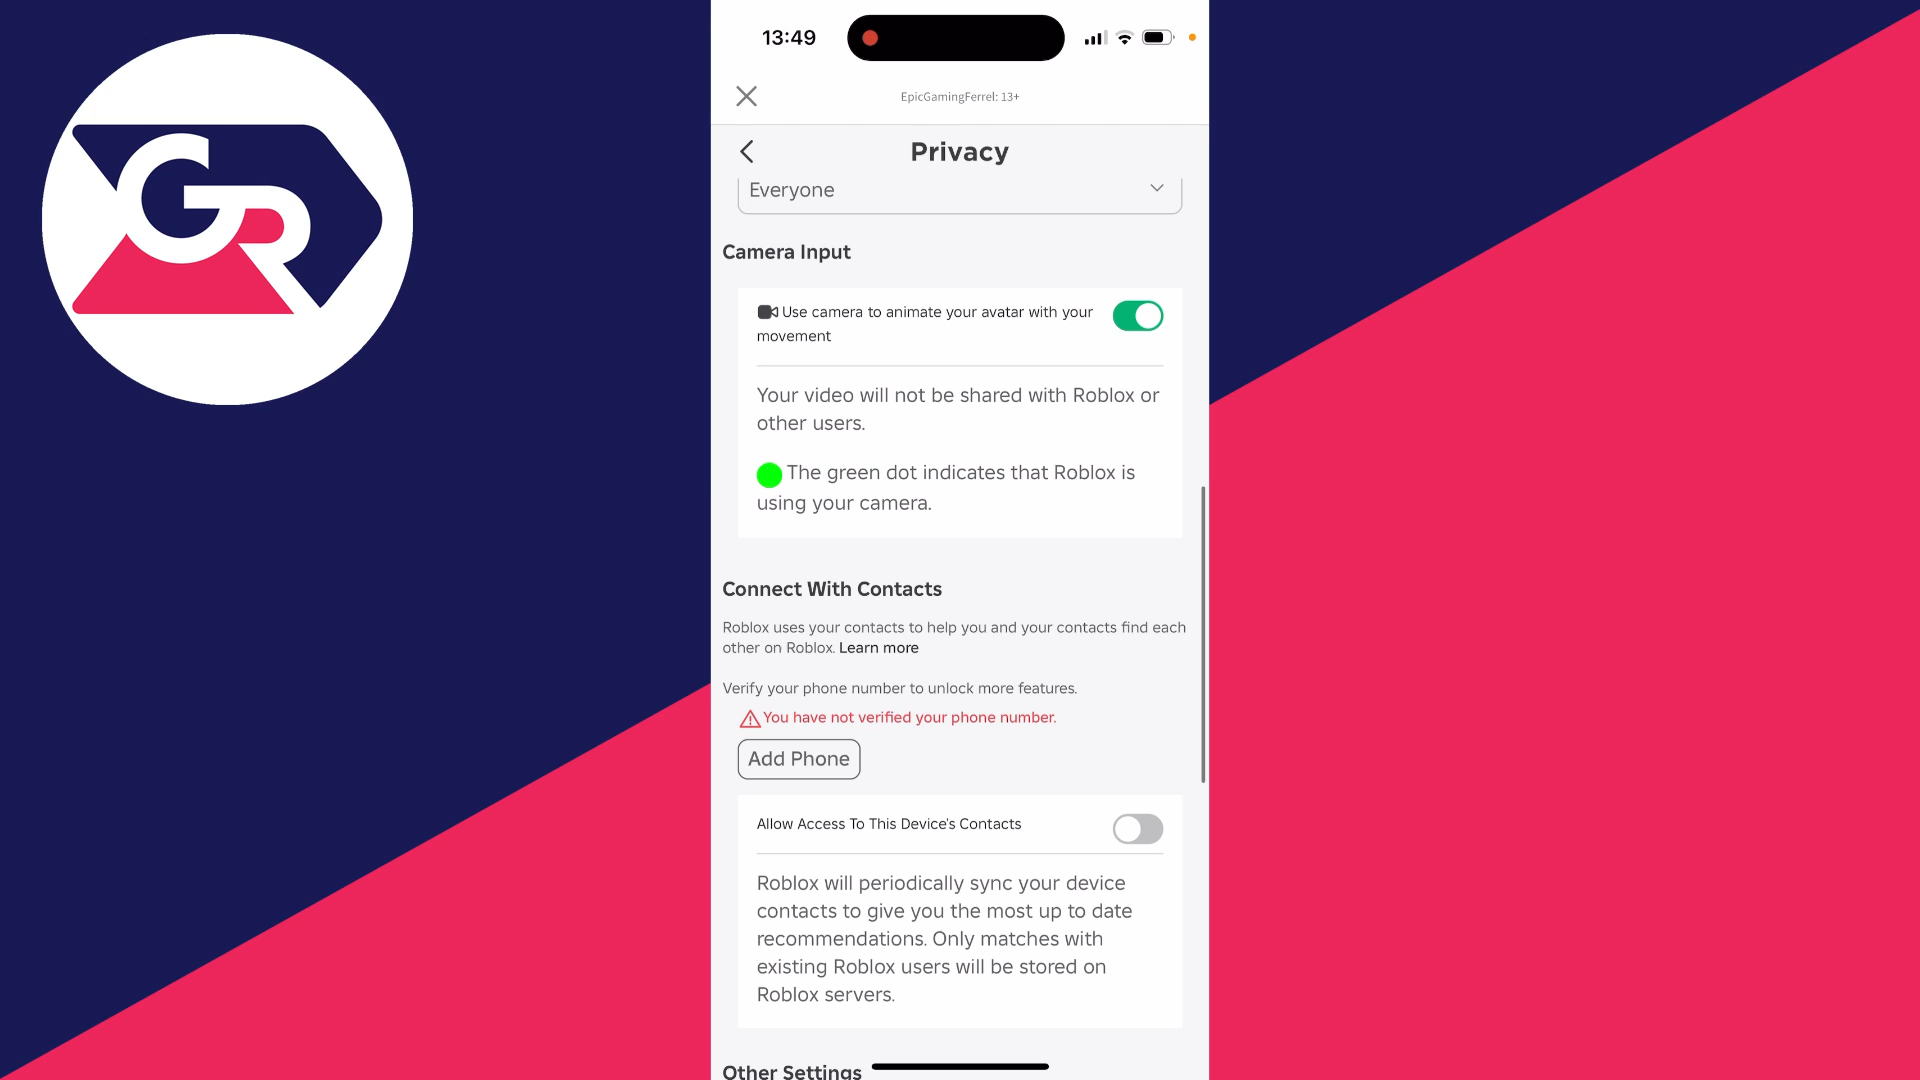 GR
13:49
EpicGamingFerrel: 13+
Privacy
Everyone
Camera Input
Use camera to animate your avatar with your
movement
Your video will not be shared with Roblox or
other users.
The green dot indicates that Roblox is
using your camera.
Connect With Contacts
Roblox uses your contacts to help you and your contacts find each
other on Roblox. Learn more
Verify your phone number to unlock more features.
You have not verified your phone number.
Add Phone
Allow Access To This Device's Contacts
Roblox will periodically sync your device
contacts to give you the most up to date
recommendations. Only matches with
existing Roblox users will be stored on
Roblox servers.
Other Settings